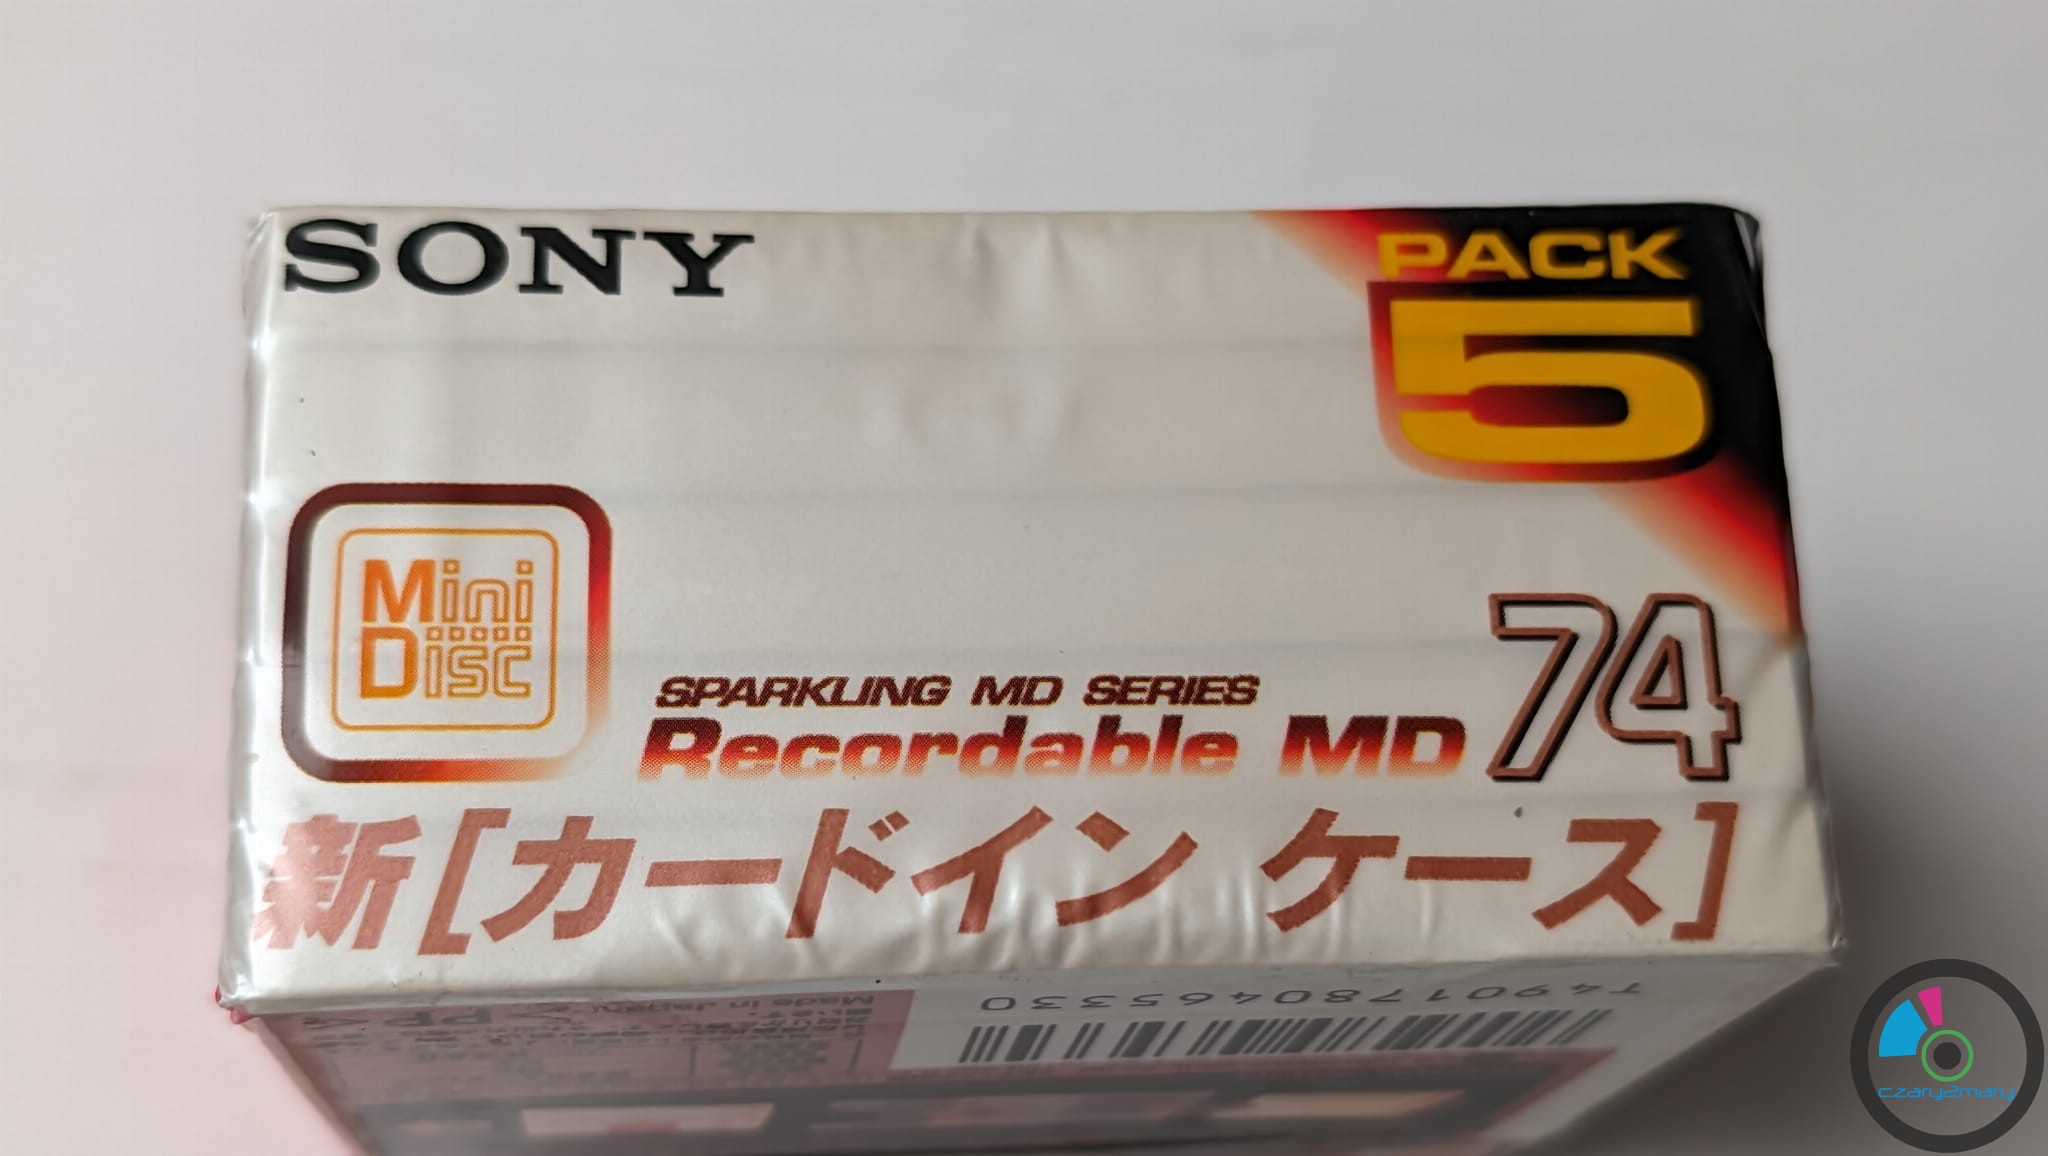 SONY
PACK
5
Mini
Disc
SPARKLING MD SERIES
Recordable MD 74
新[カードイン ケース]
T4901780465330
Made in Japan
czary2mary